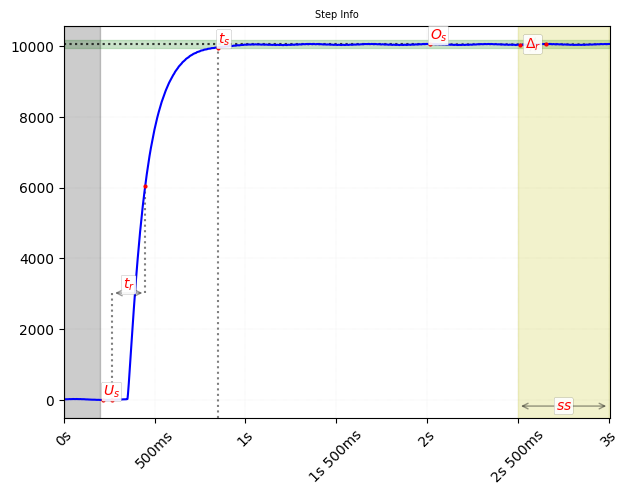 Step Info
10000
8000
6000
4000
2000
0
t_s
O_s
Δ_r
t_r
U_s
ss
0s
500ms
1s
1s 500ms
2s
2s 500ms
3s